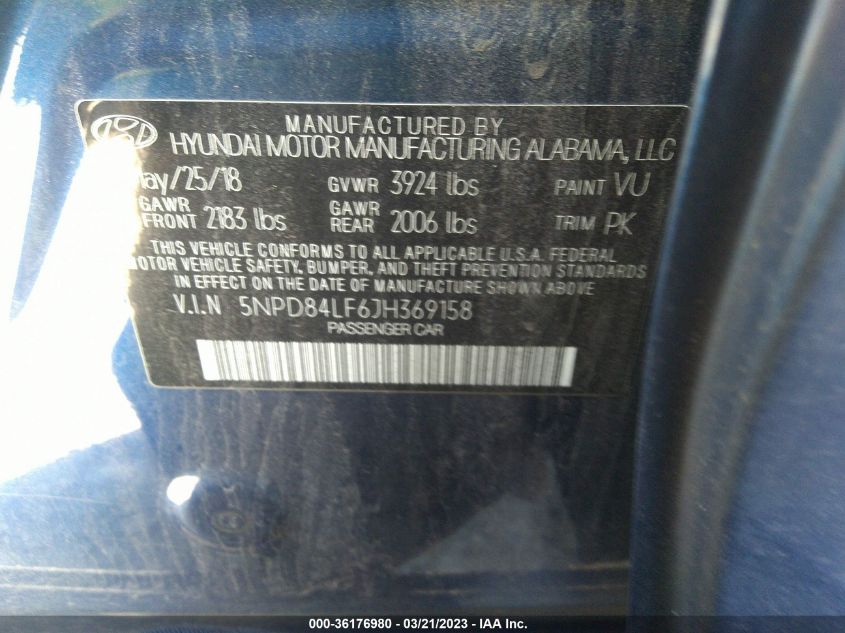 MANUFACTURED BY
HYUNDAI MOTOR MANUFACTURING ALABAMA, LLC
May/25/18 GVWR 3924 lbs PAINT VU
GAWR FRONT 2183 lbs GAWR REAR 2006 lbs TRIM PK
THIS VEHICLE CONFORMS TO ALL APPLICABLE U.S.A. FEDERAL
MOTOR VEHICLE SAFETY, BUMPER, AND THEFT PREVENTION STANDARDS
IN EFFECT ON THE DATE OF MANUFACTURE SHOWN ABOVE.
V.I.N 5NPD84LF6JH369158
PASSENGER CAR
000-36176980 - 03/21/2023 - IAA Inc.